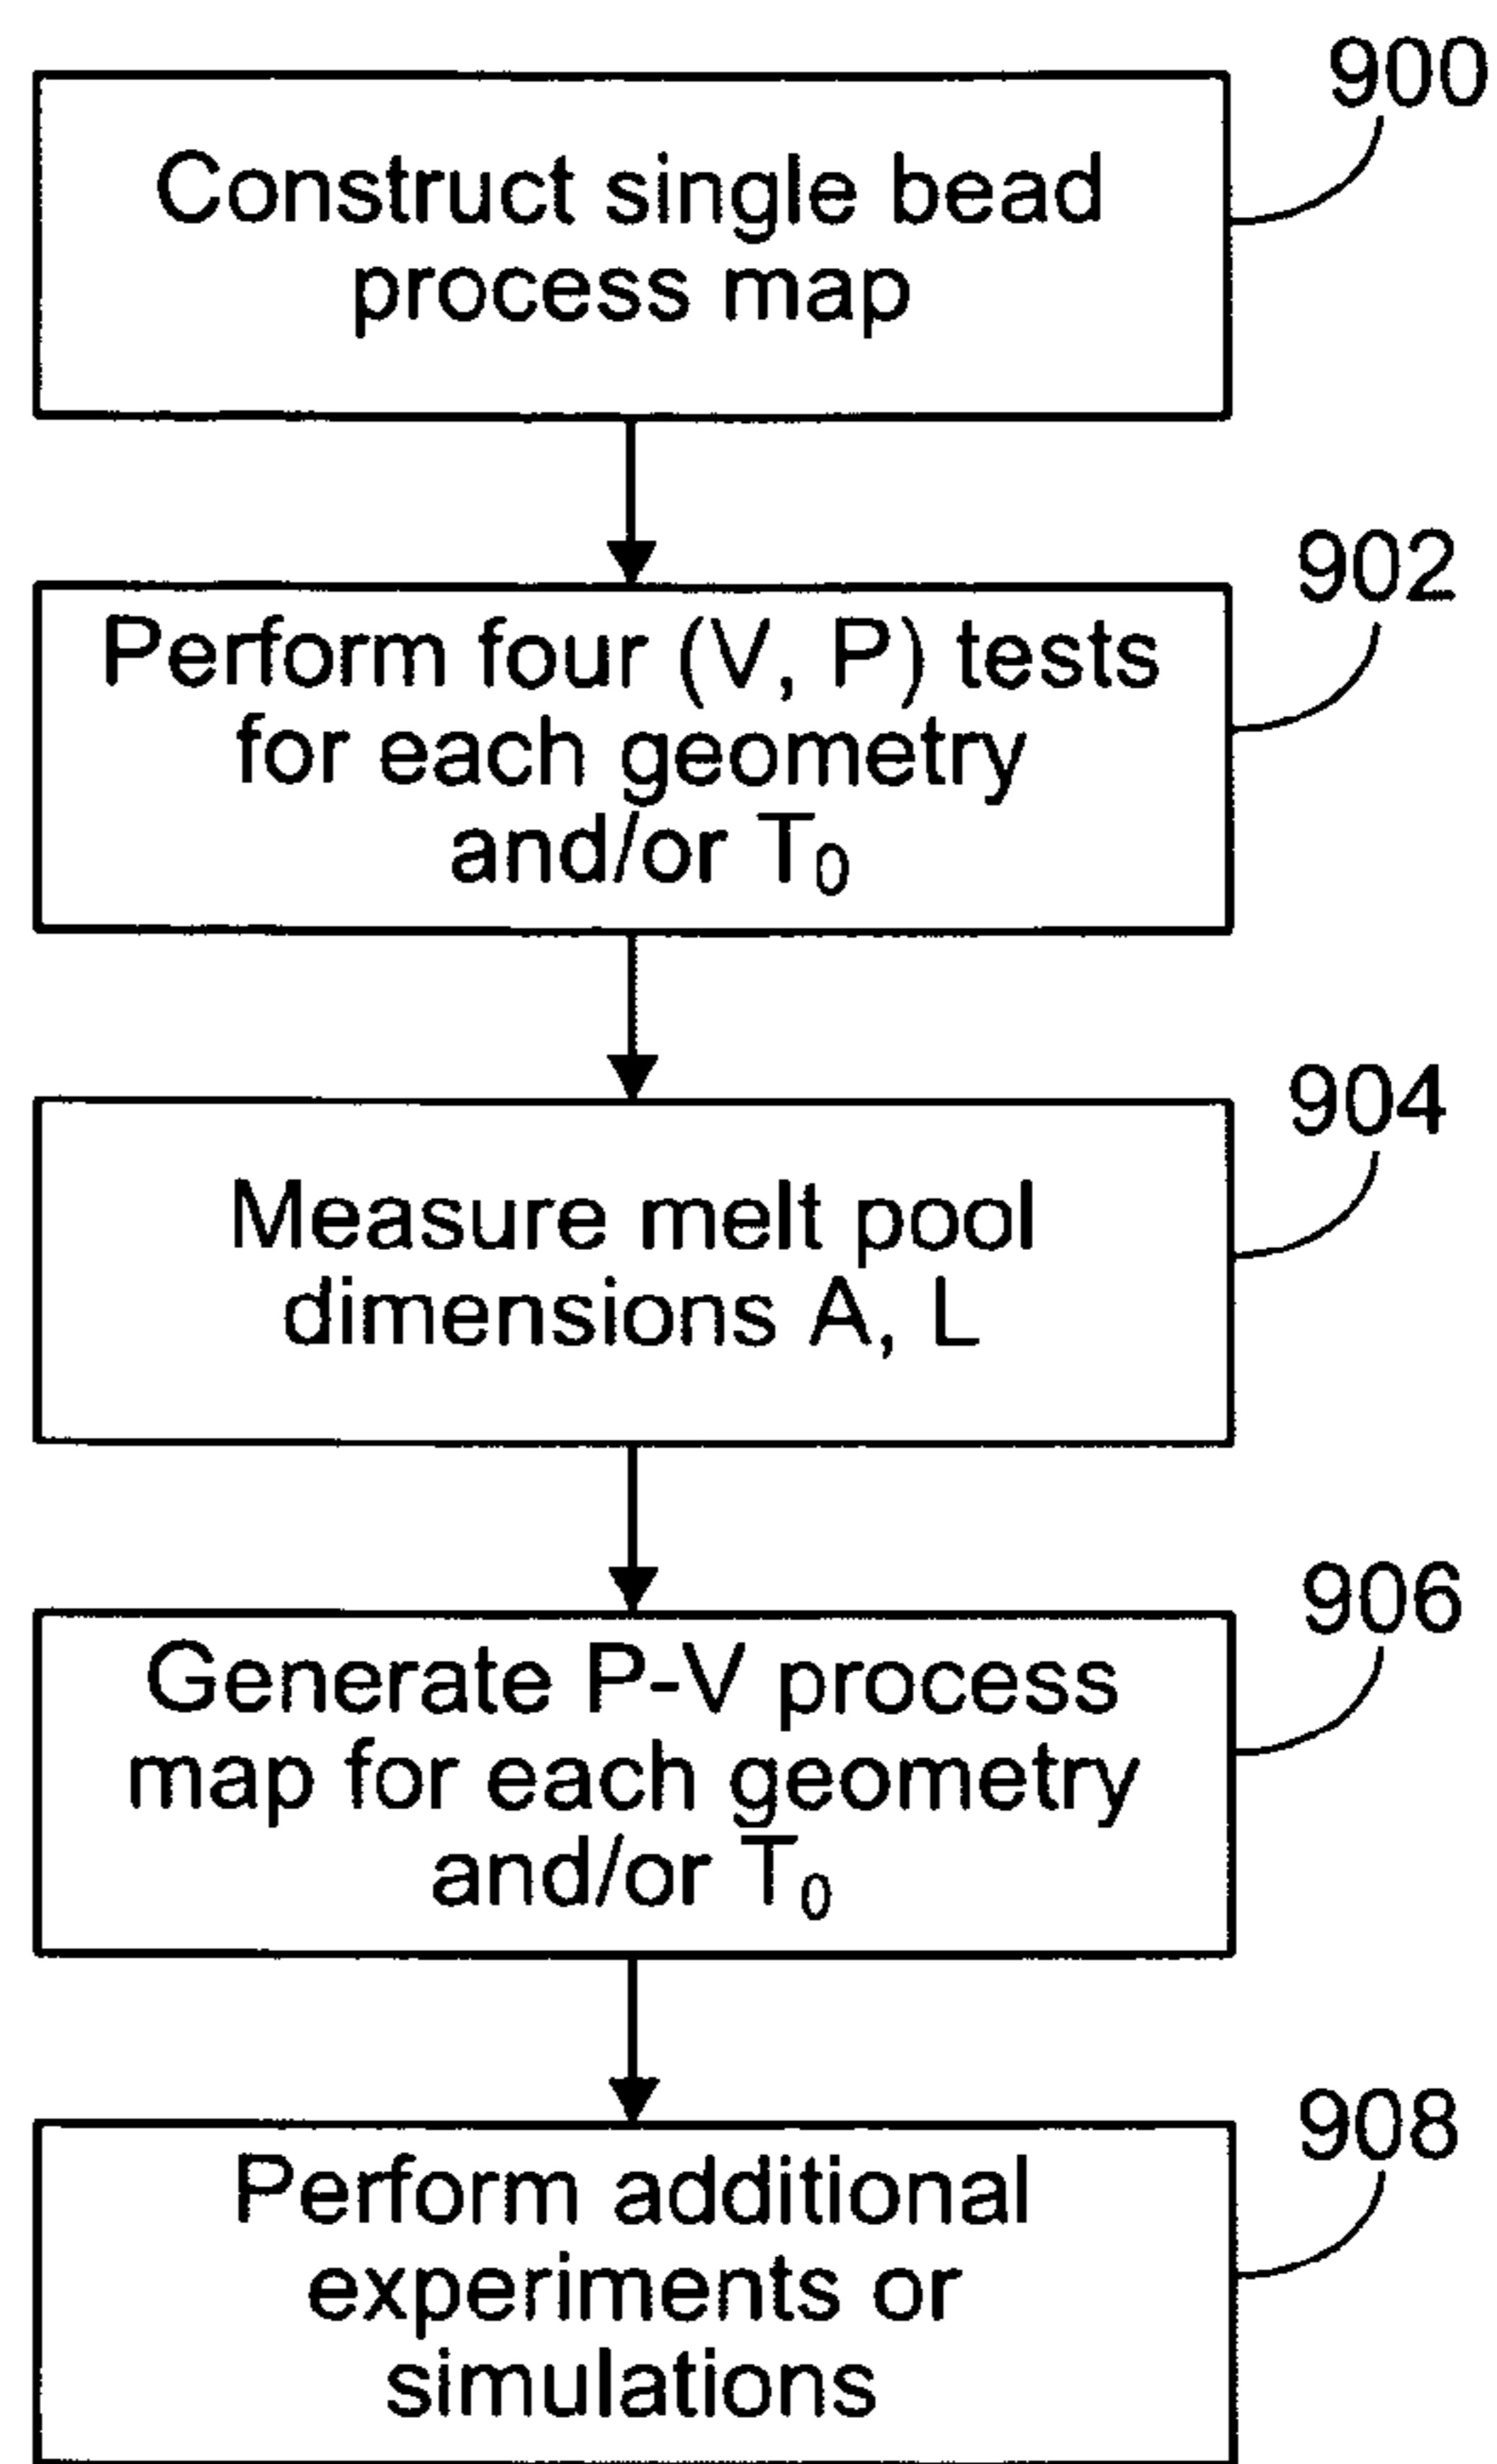 900
Construct single bead
process map
902
Perform four (V, P) tests
for each geometry
and/or T₀
904
Measure melt pool
dimensions A, L
906
Generate P-V process
map for each geometry
and/or T₀
908
Perform additional
experiments or
simulations